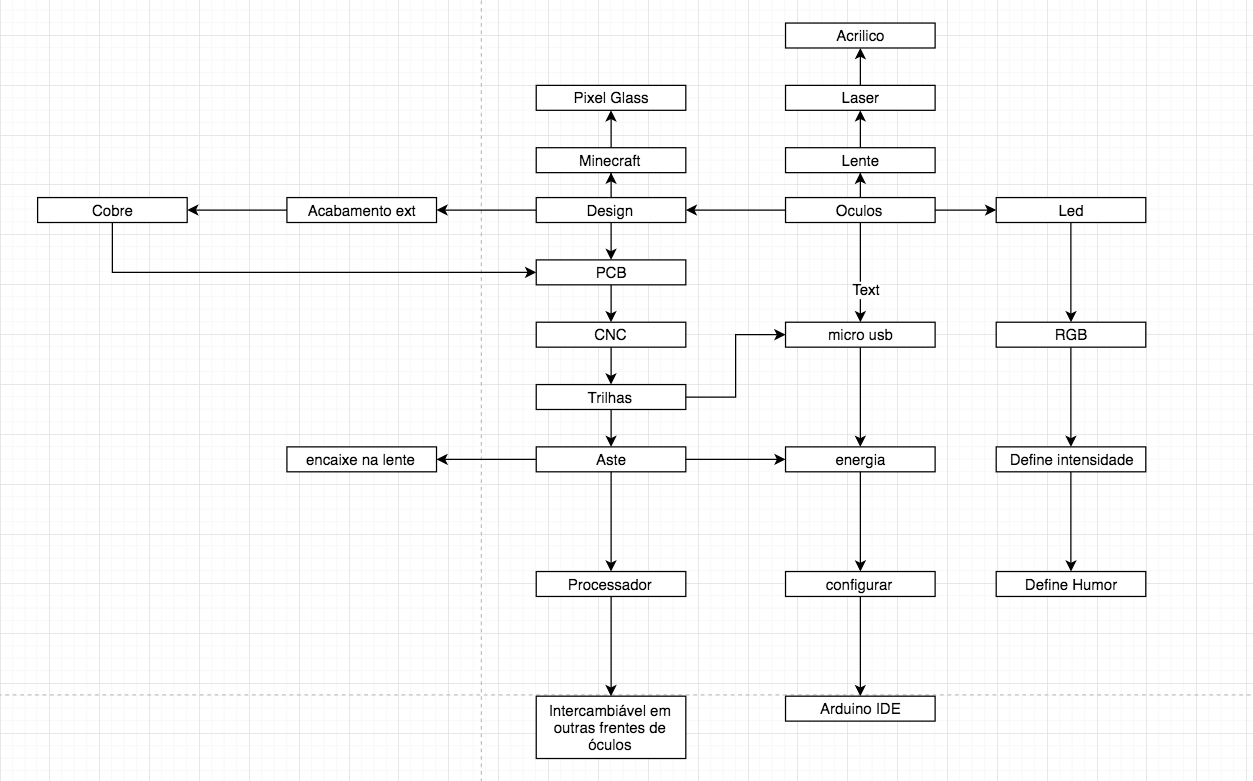 Acrilico
Pixel Glass
Laser
Minecraft
Lente
Cobre
Acabamento ext
Design
Oculos
Led
PCB
Text
CNC
micro usb
RGB
Trilhas
encaixe na lente
Aste
energia
Define intensidade
Processador
configurar
Define Humor
Intercambiável em
outras frentes de
óculos
Arduino IDE